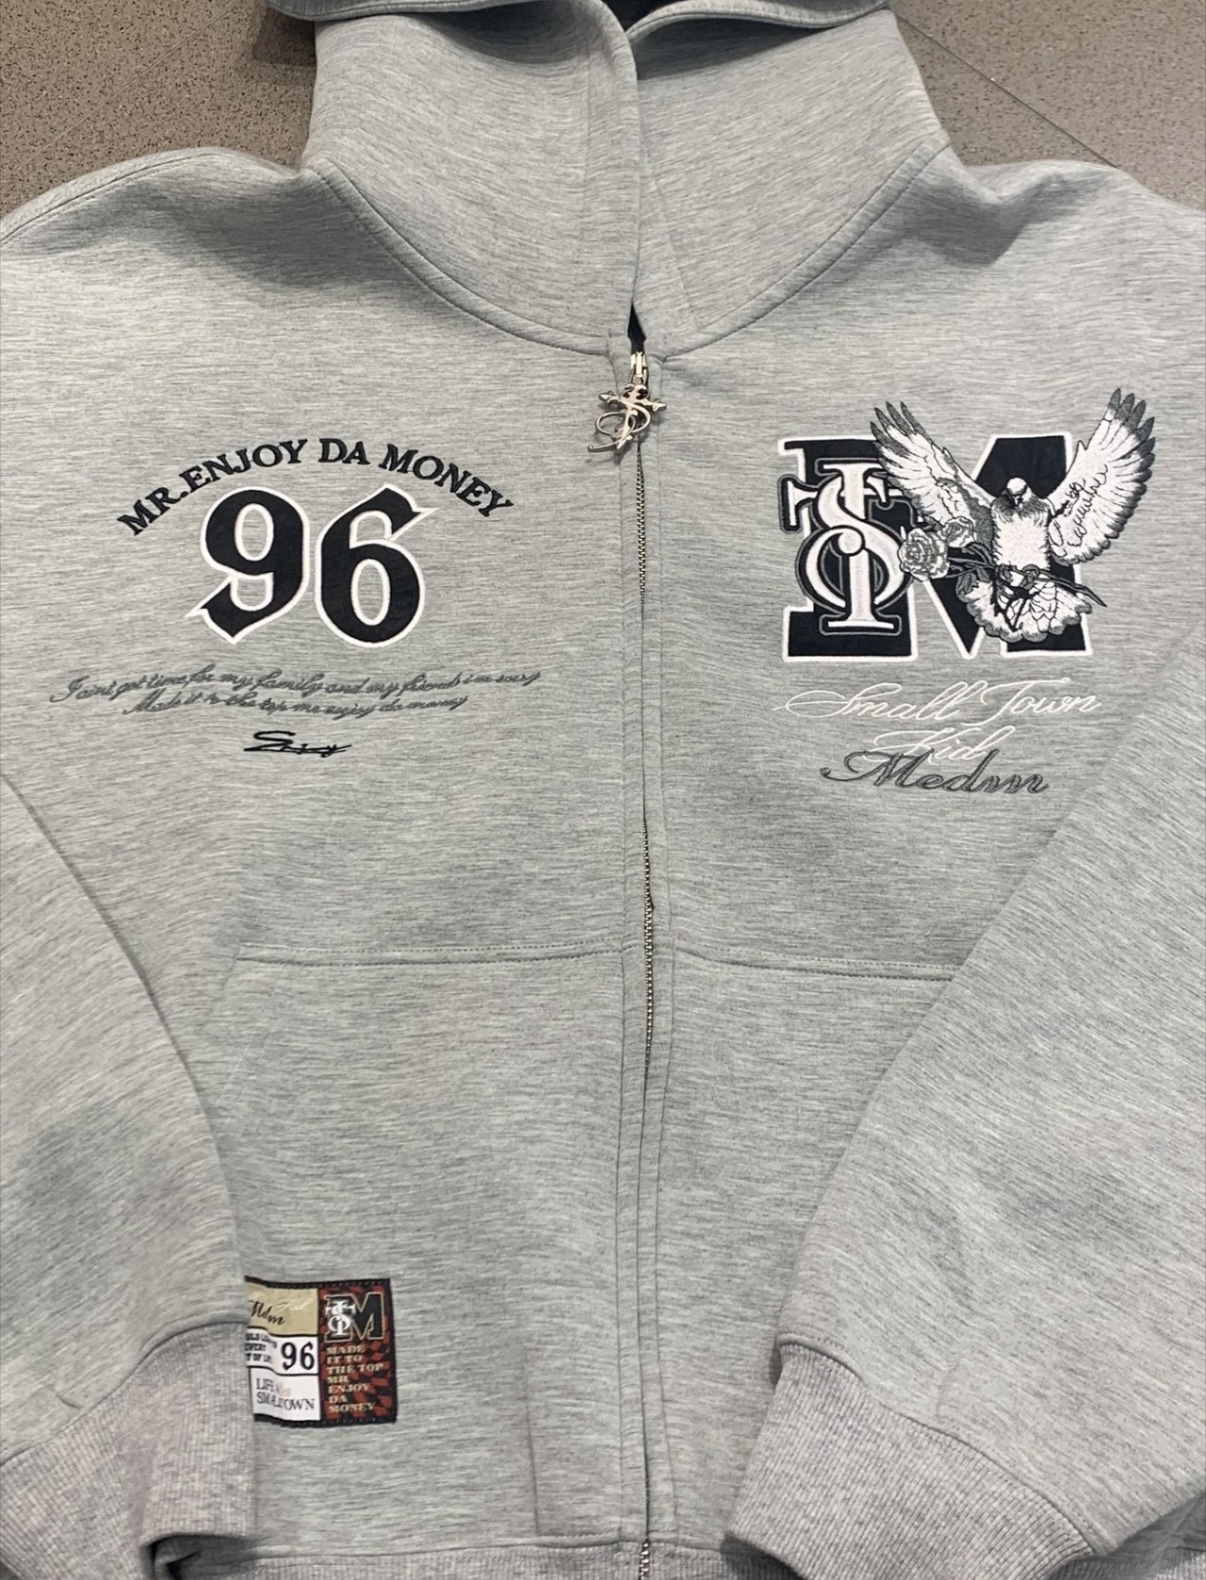 MR.ENJOY DA MONEY
96
I aint got time for my family and my friends i'm sorry
Made it to the top mr enjoy da money
Enjoy
M
Small Town
Kid
Medm
Medm
96
LIFE
SMALLTOWN
M
MADE
IT TO
THE TOP
MR
ENJOY
DA
MONEY